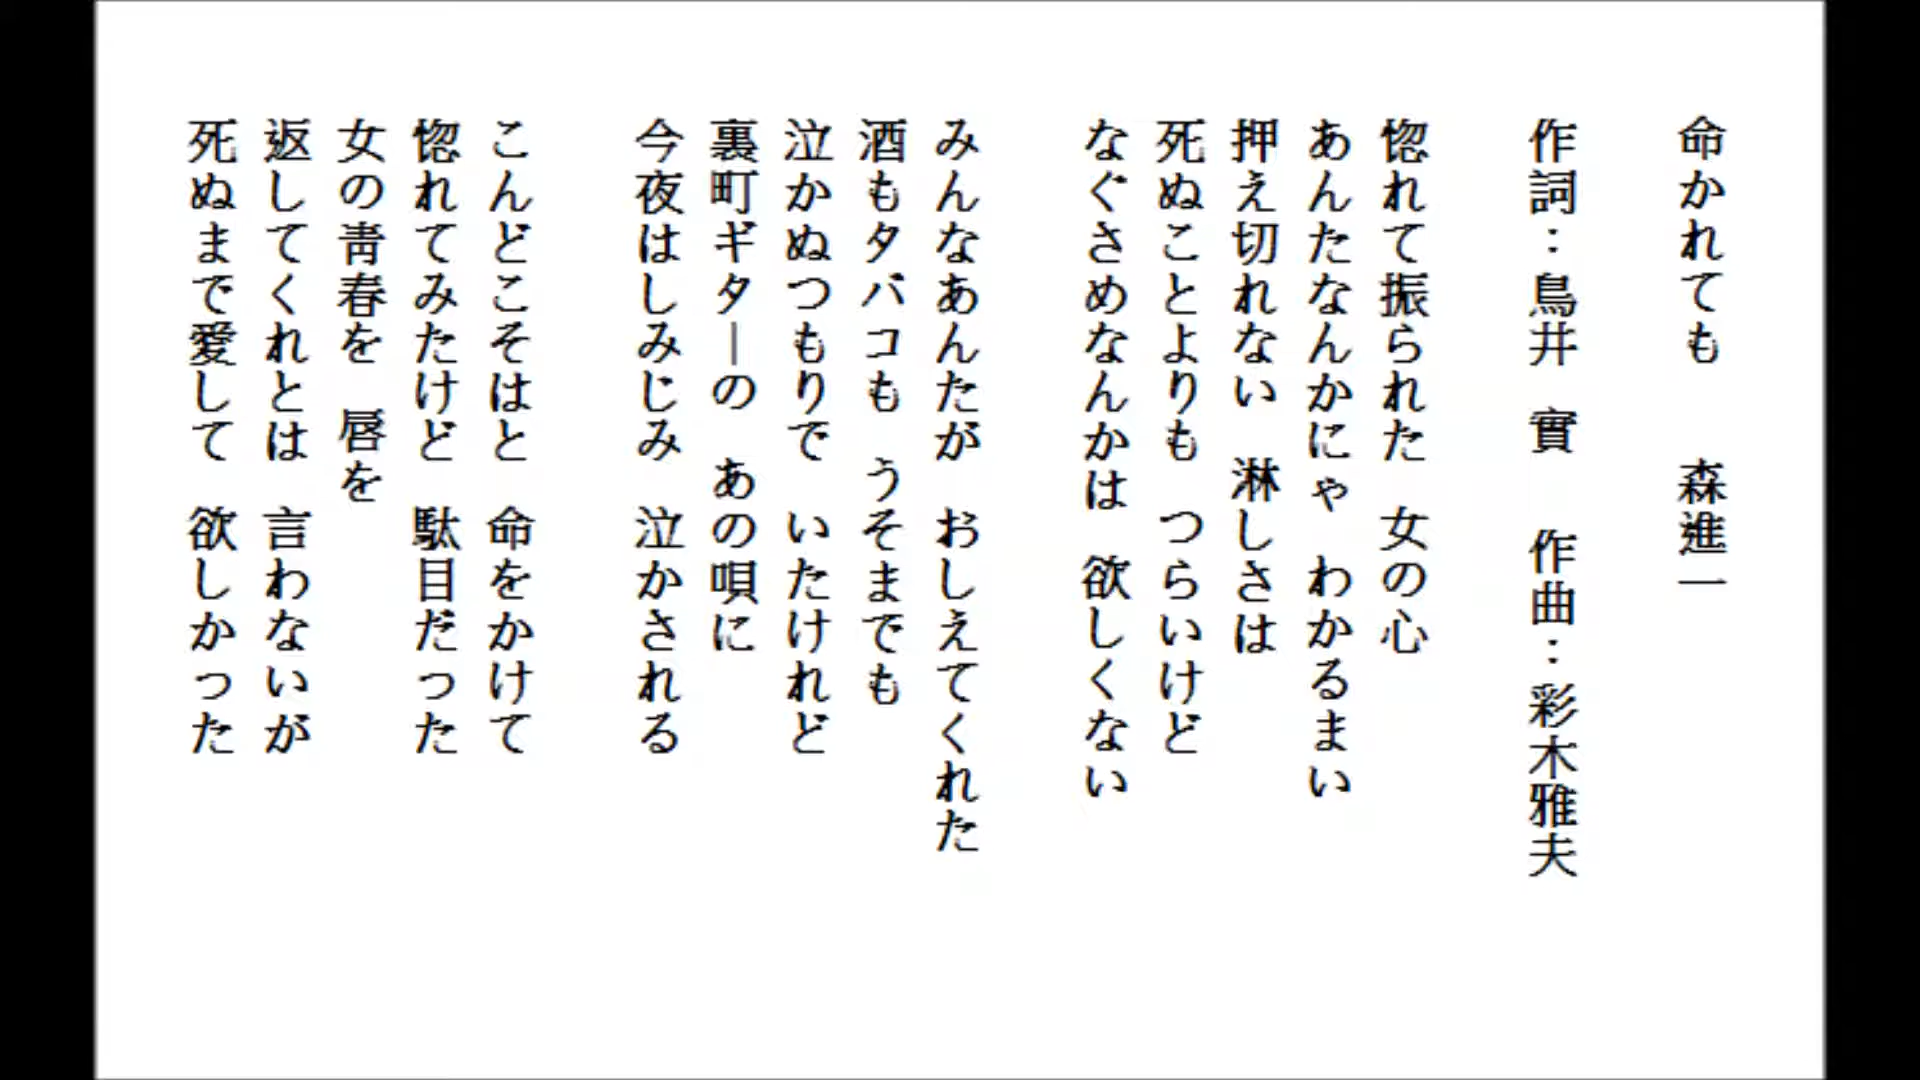 命かれても　森進一
作詞：鳥井　實　作曲：彩木雅夫
惚れて振られた　女の心
あんたなんかにゃ　わかるまい
押え切れない　淋しさは
死ぬことよりも　つらいけど
なぐさめなんかは　欲しくない
みんなあんたが　おしえてくれた
酒もタバコも　うそまでも
泣かぬつもりで　いたけれど
裏町ギターの　あの唄に
今夜はしみじみ　泣かされる
こんどこそはと　命をかけて
惚れてみたけど　駄目だった
女の靑春を　唇を
返してくれとは　言わないが
死ぬまで愛して　欲しかった